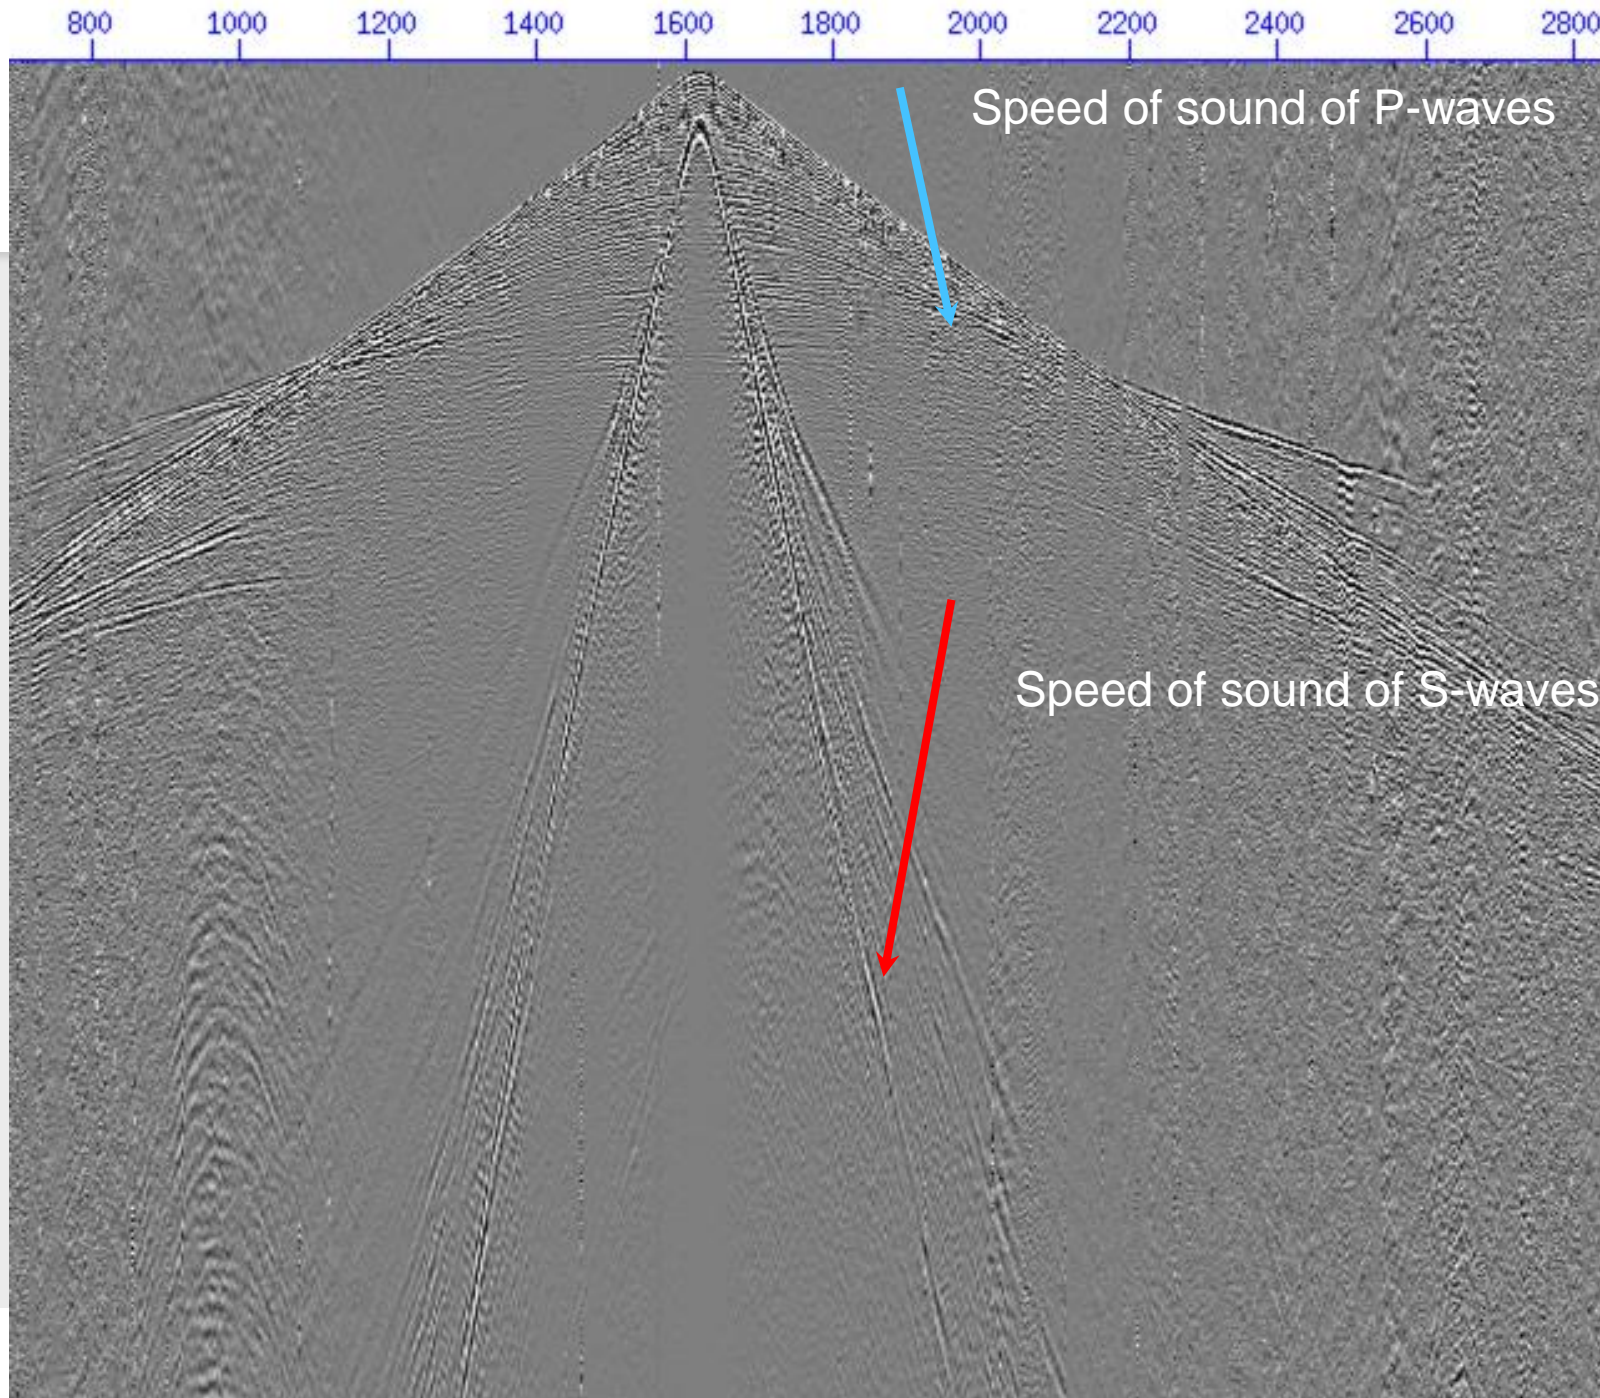 800 1000 1200 1400 1600 1800 2000 2200 2400 2600 2800
Speed of sound of P-waves
Speed of sound of S-waves